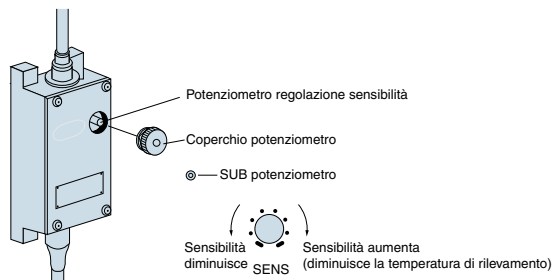 Potenziometro regolazione sensibilità
Coperchio potenziometro
SUB potenziometro
Sensibilità diminuisce
SENS
Sensibilità aumenta
(diminuisce la temperatura di rilevamento)